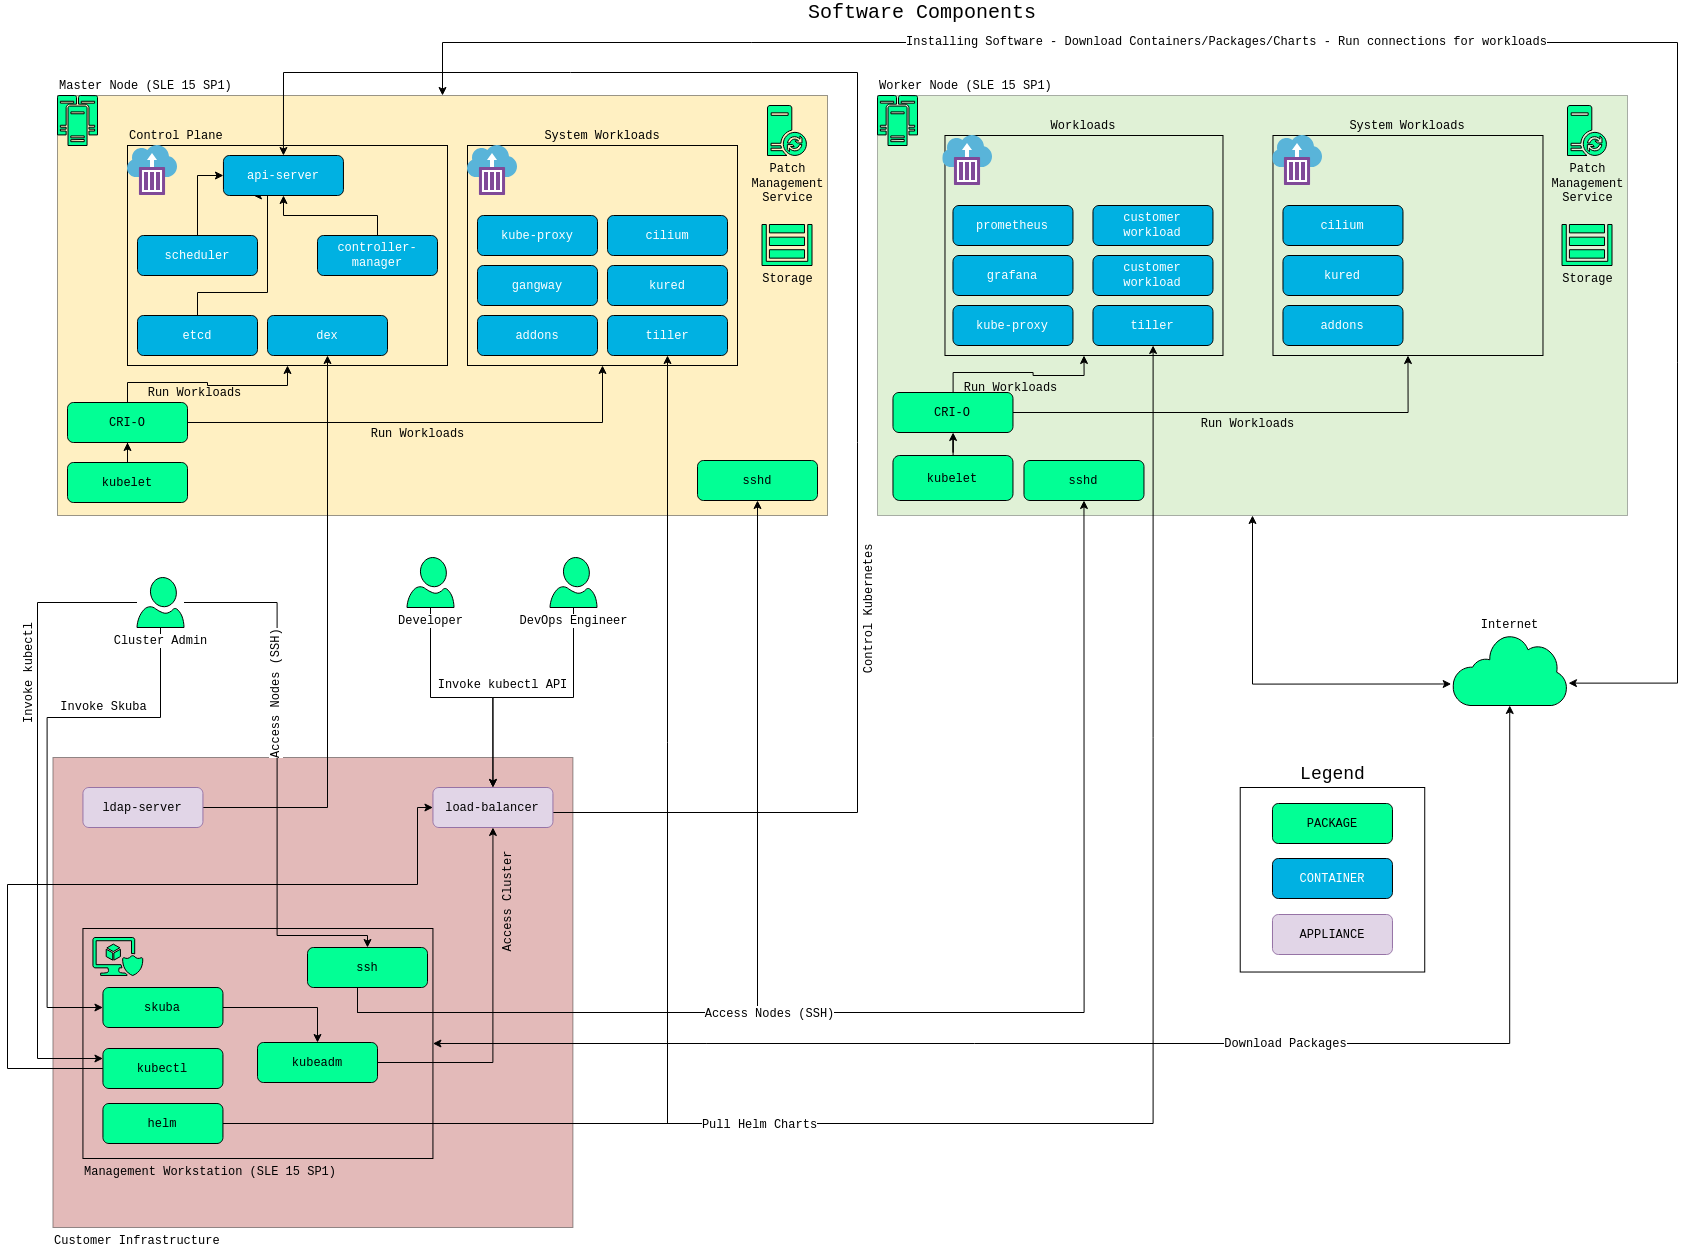 Software Components
Installing Software - Download Containers/Packages/Charts - Run connections for workloads
Master Node (SLE 15 SP1)
Control Plane
api-server
scheduler
controller-
manager
etcd
dex
System Workloads
kube-proxy
cilium
gangway
kured
addons
tiller
Patch
Management
Service
Storage
Run Workloads
CRI-O
Run Workloads
kubelet
sshd
Worker Node (SLE 15 SP1)
Workloads
prometheus
customer
workload
grafana
customer
workload
kube-proxy
tiller
System Workloads
cilium
kured
addons
Patch
Management
Service
Storage
Run Workloads
CRI-O
Run Workloads
kubelet
sshd
Control Kubernetes
Cluster Admin
Developer
DevOps Engineer
Invoke kubectl
Invoke Skuba
Access Nodes (SSH)
Invoke kubectl API
Internet
ldap-server
load-balancer
Access Cluster
ssh
skuba
kubeadm
kubectl
helm
Management Workstation (SLE 15 SP1)
Customer Infrastructure
Access Nodes (SSH)
Download Packages
Pull Helm Charts
Legend
PACKAGE
CONTAINER
APPLIANCE